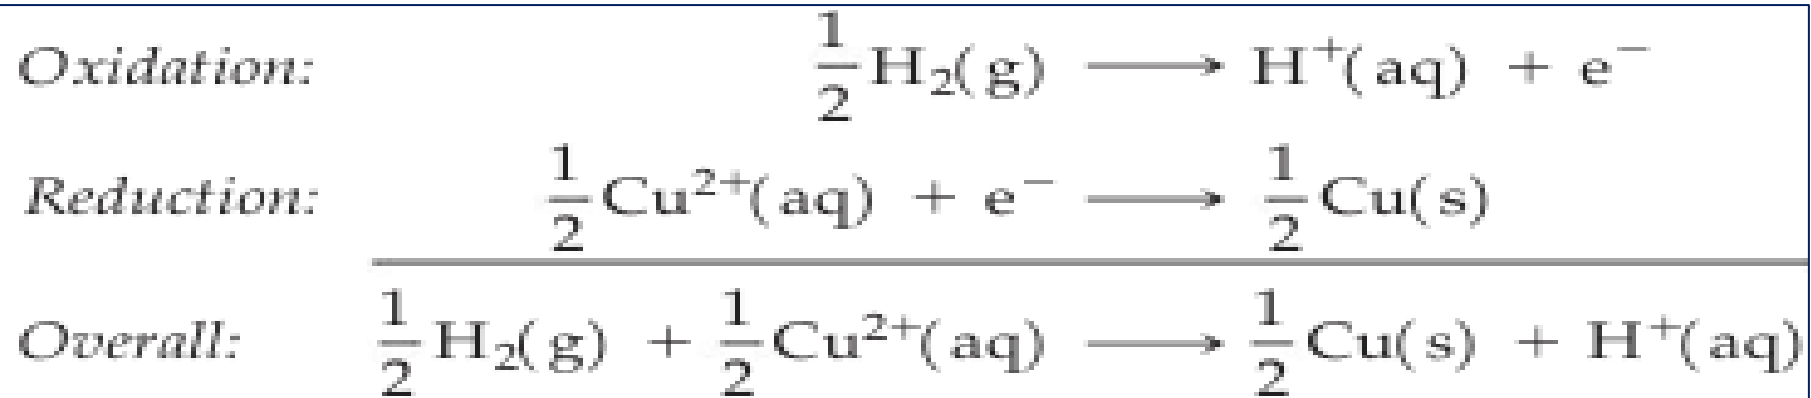 Oxidation: 1/2 H₂(g) ⟶ H⁺(aq) + e⁻
Reduction: 1/2 Cu²⁺(aq) + e⁻ ⟶ 1/2 Cu(s)
Overall: 1/2 H₂(g) + 1/2 Cu²⁺(aq) ⟶ 1/2 Cu(s) + H⁺(aq)